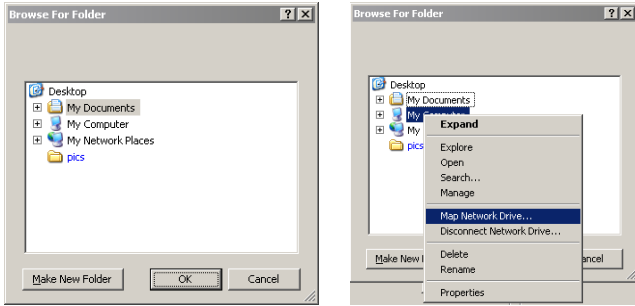 Browse For Folder
Desktop
My Documents
My Computer
My Network Places
pics
Make New Folder
OK
Cancel
Browse For Folder
Desktop
My Documents
My
My
pics
Expand
Explore
Open
Search...
Manage
Map Network Drive...
Disconnect Network Drive...
Delete
Rename
Properties
Make New
ancel